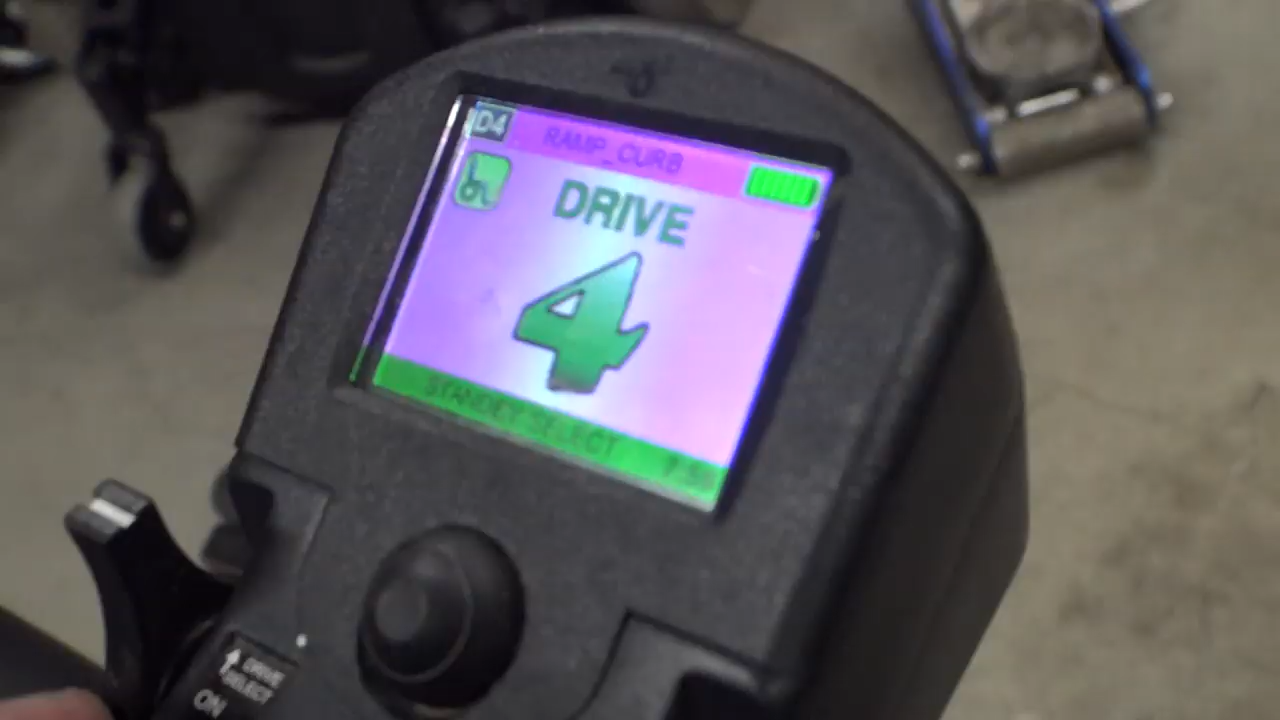 D4
RAMP_CURB
DRIVE
4
STANDBY SELECT
DRIVE
SELECT
ON